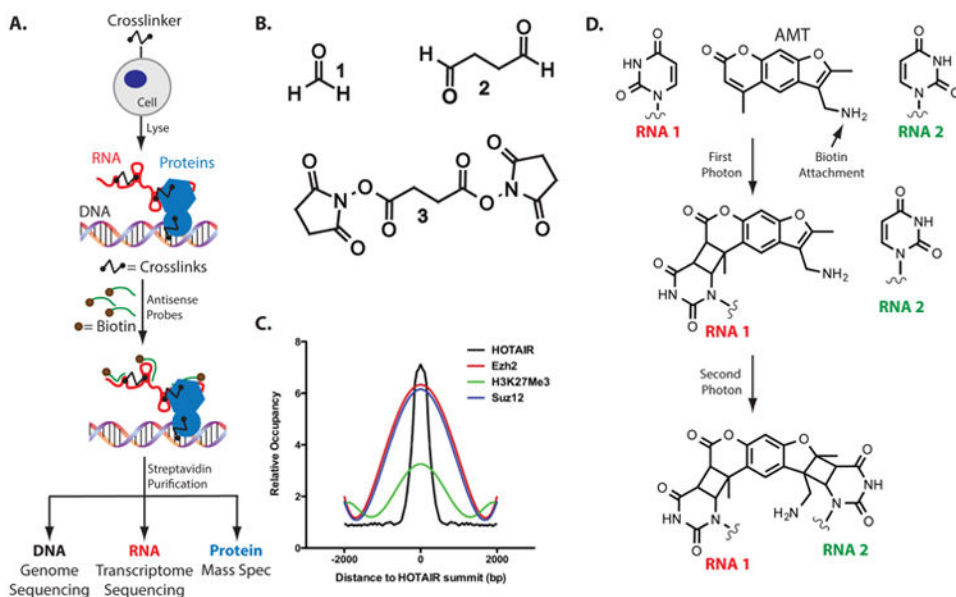 A.
Crosslinker
Cell
Lyse
RNA
Proteins
DNA
= Crosslinks
Antisense
Probes
= Biotin
Streptavidin
Purification
DNA
Genome
Sequencing
RNA
Transcriptome
Sequencing
Protein
Mass Spec
B.
O
H H
1
H O
O H
2
O O
N O O O O N
O O
3
C.
8
6
4
2
0
Relative Occupancy
HOTAIR
Ezh2
H3K27Me3
Suz12
-2000 0 2000
Distance to HOTAIR summit (bp)
D.
O
NH
O N
RNA 1
AMT
O O O
NH2
O
NH
N O
RNA 2
First
Photon
Biotin
Attachment
O O O
O
NH2
HN N
O
RNA 1
O
NH
N O
RNA 2
Second
Photon
O O O
O O
HN N H2N N NH
O O
RNA 1 RNA 2